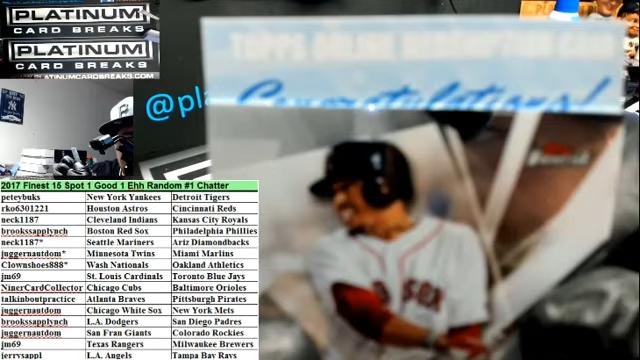 PLATINUM
CARD BREAKS
PLATINUM
CARD BREAKS
PLATINUMCARDBREAKS.COM
@pla
TOPPS ONLINE REDEMPTION CARD
Congratulations!
RED SOX
2017 Finest 15 Spot 1 Good 1 Ehh Random #1 Chatter
peteybuks New York Yankees Detroit Tigers
rko6301221 Houston Astros Cincinnati Reds
neck1187 Cleveland Indians Kansas City Royals
brookssapplynch Boston Red Sox Philadelphia Phillies
neck1187* Seattle Mariners Ariz Diamondbacks
juggernautdom* Minnesota Twins Miami Marlins
Clownshoes888* Wash Nationals Oakland Athletics
jm69 St. Louis Cardinals Toronto Blue Jays
NinerCardCollector Chicago Cubs Baltimore Orioles
talkinboutpractice Atlanta Braves Pittsburgh Pirates
juggernautdom Chicago White Sox New York Mets
brookssapplynch L.A. Dodgers San Diego Padres
juggernautdom San Fran Giants Colorado Rockies
jm69 Texas Rangers Milwaukee Brewers
jerrysappl L.A. Angels Tampa Bay Rays